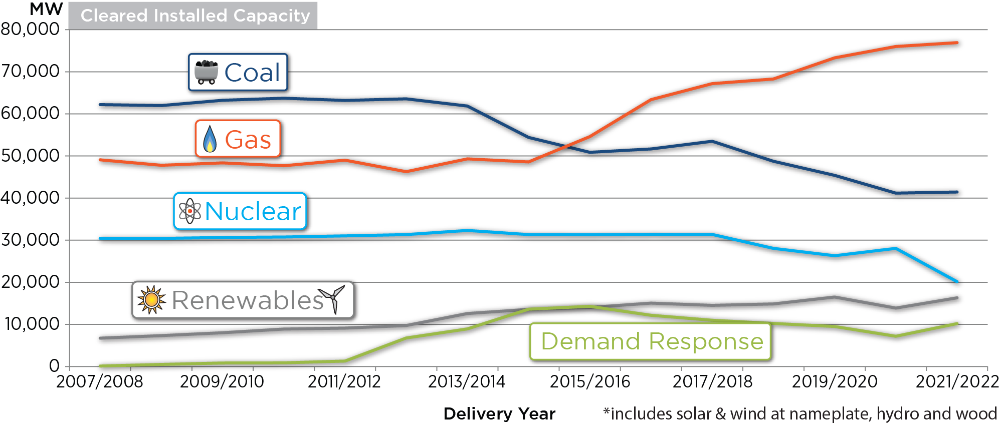 MW
Cleared Installed Capacity
80,000
70,000
60,000
50,000
40,000
30,000
20,000
10,000
0
Coal
Gas
Nuclear
Renewables
Demand Response
2007/2008 2009/2010 2011/2012 2013/2014 2015/2016 2017/2018 2019/2020 2021/2022
Delivery Year
*includes solar & wind at nameplate, hydro and wood